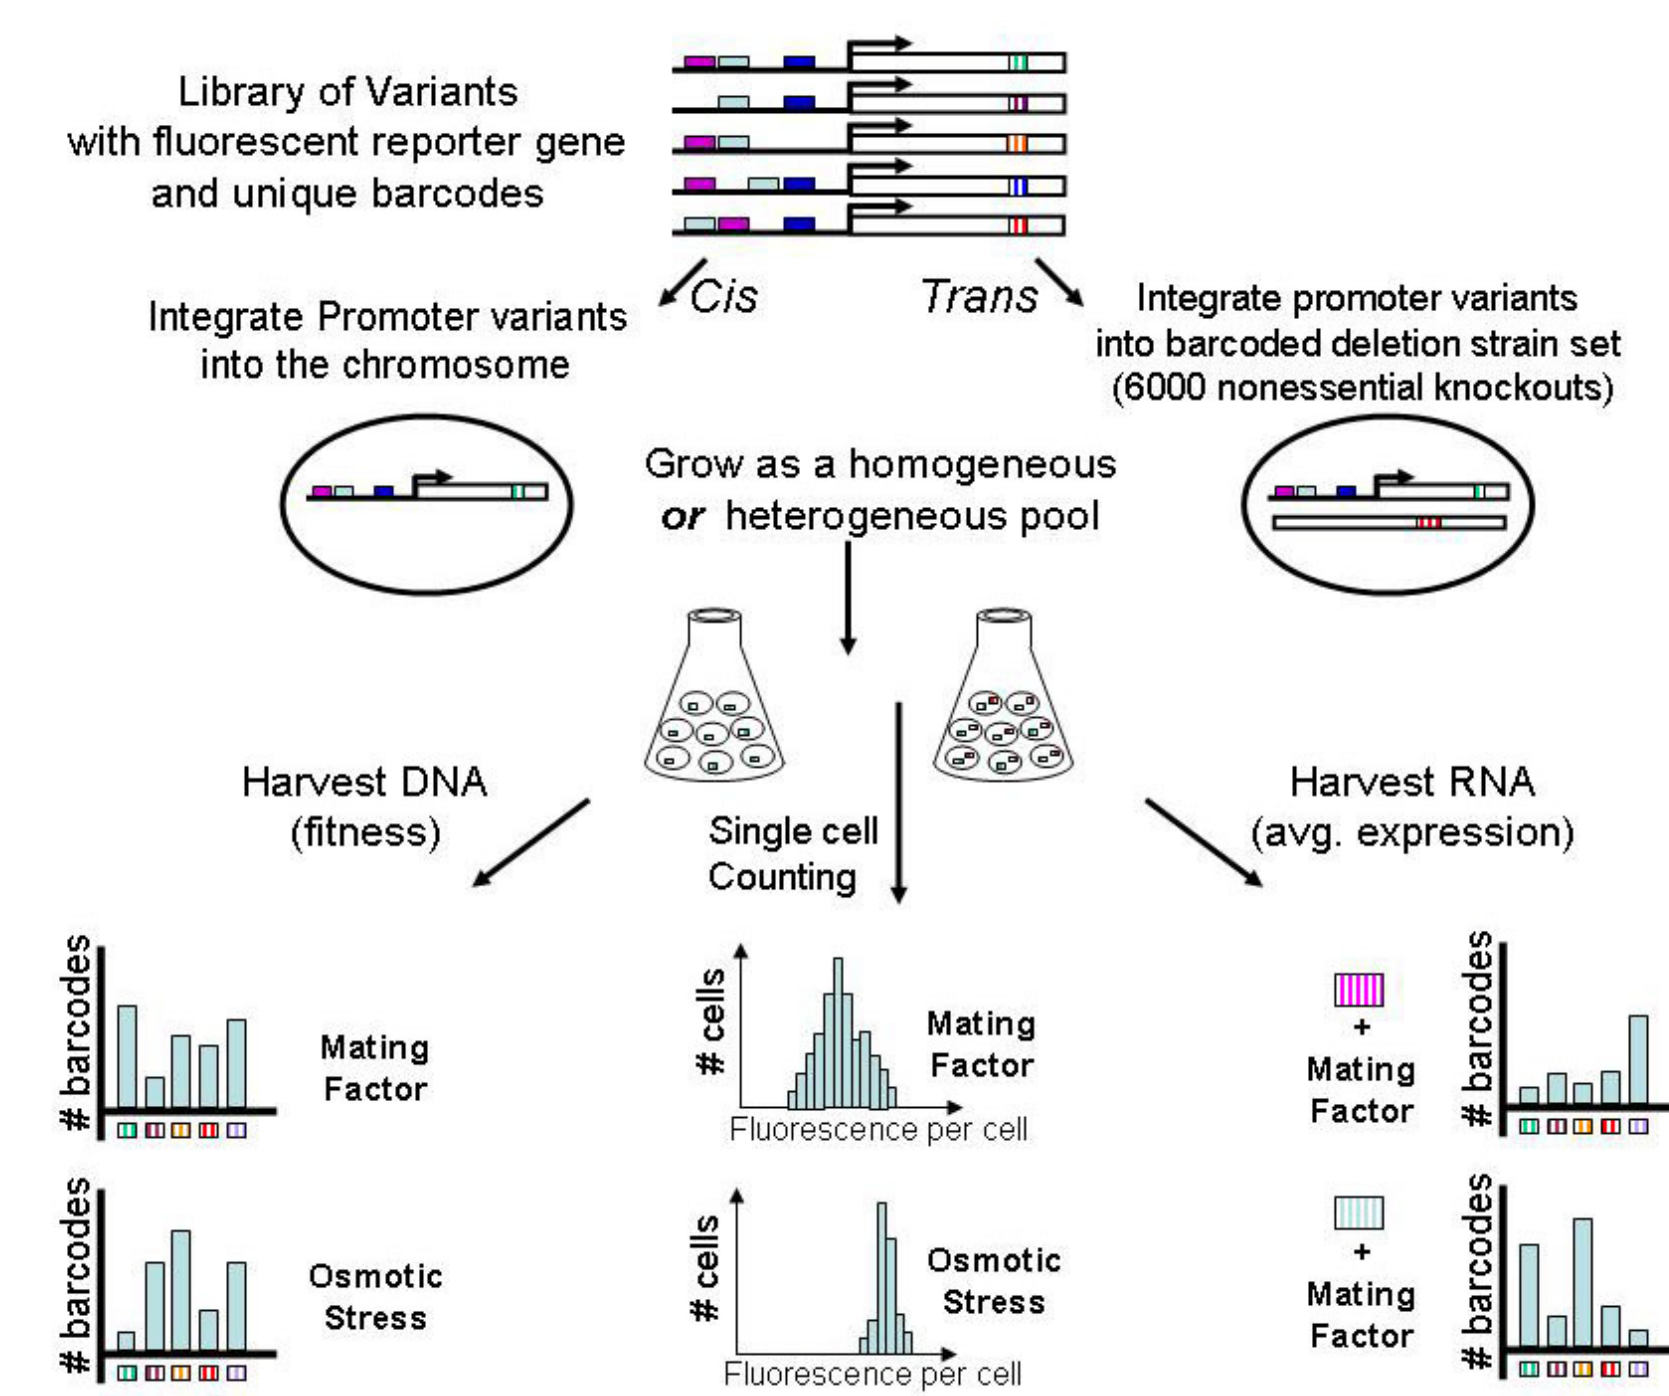 Library of Variants
with fluorescent reporter gene
and unique barcodes
Cis
Trans
Integrate Promoter variants
into the chromosome
Integrate promoter variants
into barcoded deletion strain set
(6000 nonessential knockouts)
Grow as a homogeneous
or heterogeneous pool
Harvest DNA
(fitness)
Single cell
Counting
Harvest RNA
(avg. expression)
# barcodes
Mating
Factor
# cells
Mating
Factor
Fluorescence per cell
+
Mating
Factor
# barcodes
# barcodes
Osmotic
Stress
# cells
Osmotic
Stress
Fluorescence per cell
+
Mating
Factor
# barcodes